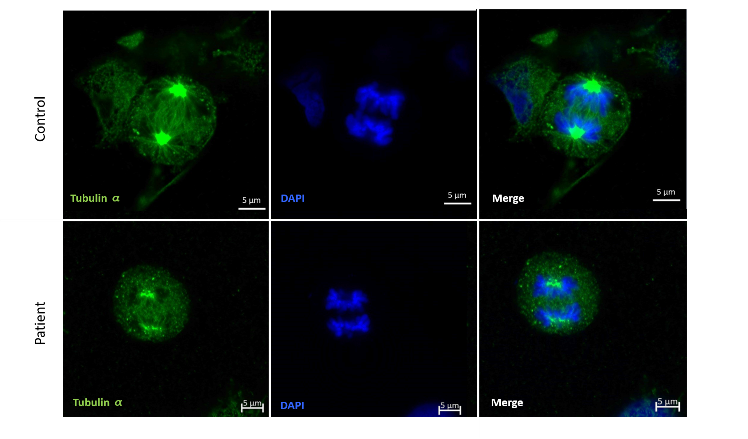 Control
Tubulin α
5 µm
DAPI
5 µm
Merge
5 µm
Patient
Tubulin α
5 µm
DAPI
5 µm
Merge
5 µm